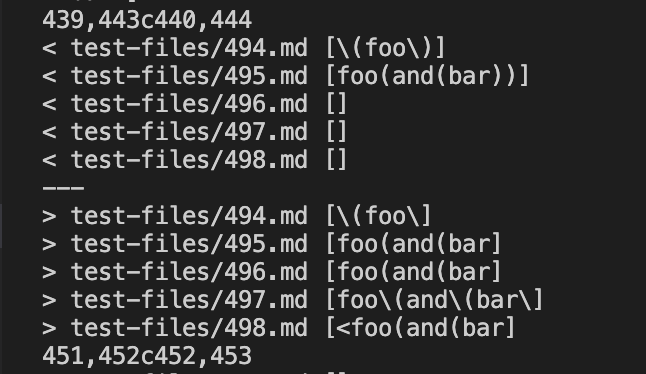 439,443c440,444
< test-files/494.md [\(foo\)]
< test-files/495.md [foo(and(bar))]
< test-files/496.md []
< test-files/497.md []
< test-files/498.md []
---
> test-files/494.md [\(foo\]
> test-files/495.md [foo(and(bar]
> test-files/496.md [foo(and(bar]
> test-files/497.md [foo\(and\(bar\]
> test-files/498.md [<foo(and(bar]
451,452c452,453